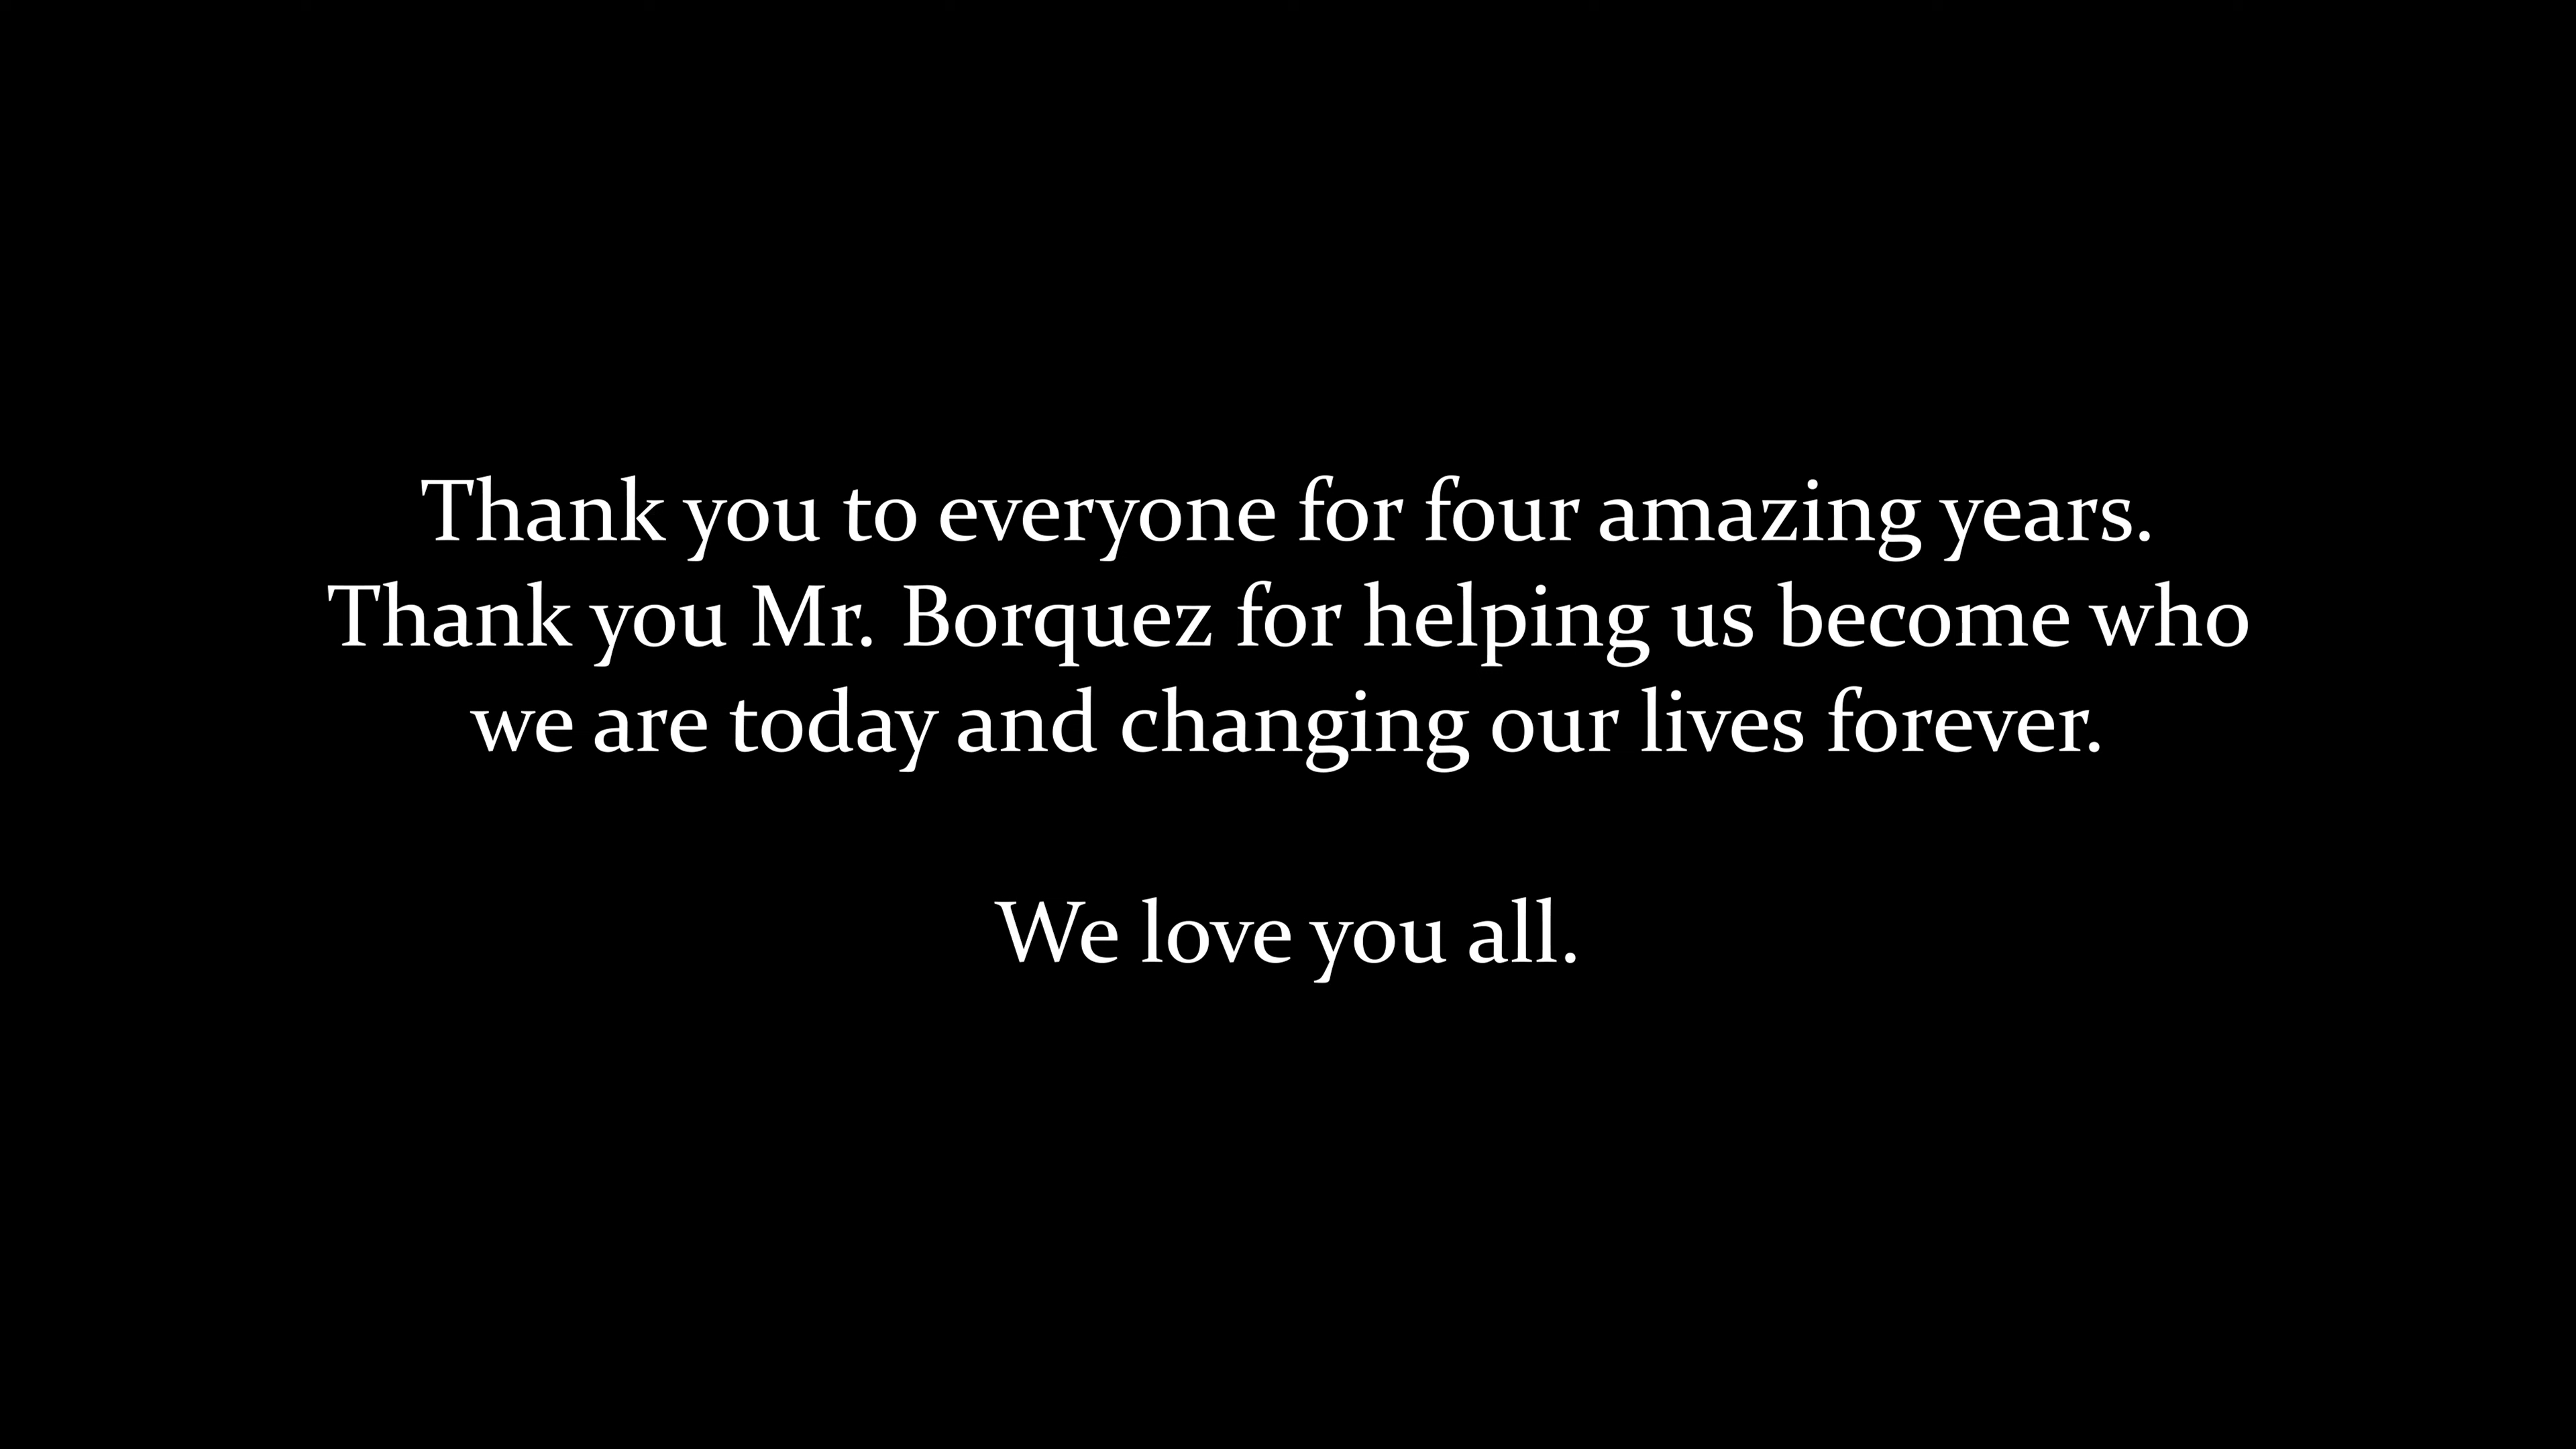 Thank you to everyone for four amazing years.
Thank you Mr. Borquez for helping us become who
we are today and changing our lives forever.
We love you all.